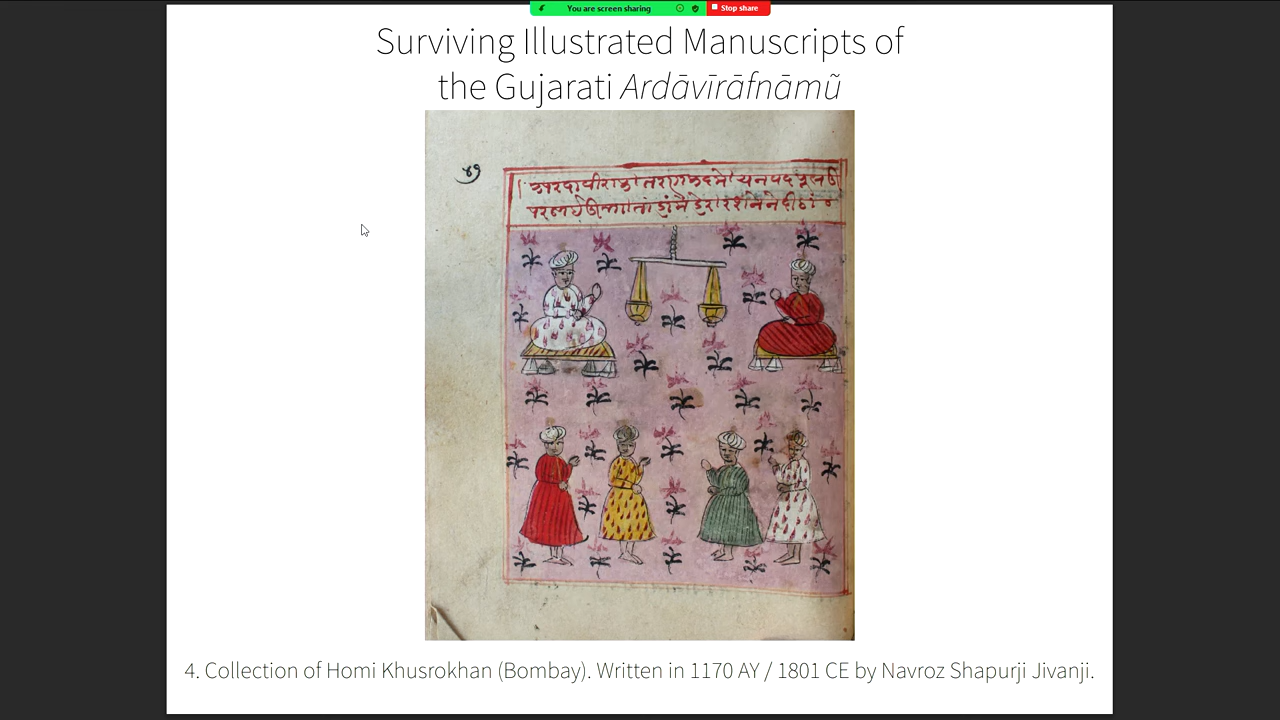 You are screen sharing
Stop share
Surviving Illustrated Manuscripts of
the Gujarati Ardāvīrāfnāmũ
४७
4. Collection of Homi Khusrokhan (Bombay). Written in 1170 AY / 1801 CE by Navroz Shapurji Jivanji.